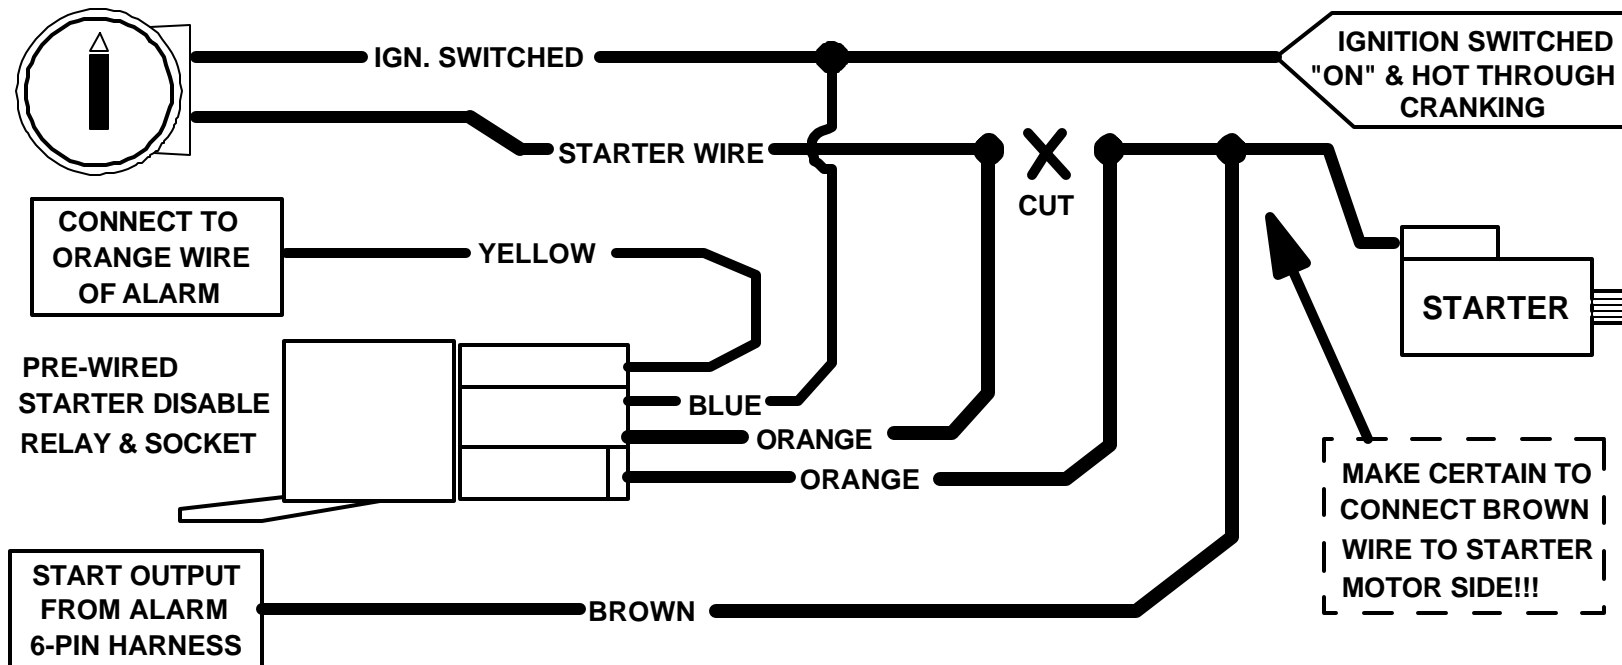 IGN. SWITCHED
IGNITION SWITCHED
"ON" & HOT THROUGH
CRANKING
STARTER WIRE
CUT
CONNECT TO
ORANGE WIRE
OF ALARM
YELLOW
STARTER
PRE-WIRED
STARTER DISABLE
RELAY & SOCKET
BLUE
ORANGE
ORANGE
MAKE CERTAIN TO
CONNECT BROWN
WIRE TO STARTER
MOTOR SIDE!!!
START OUTPUT
FROM ALARM
6-PIN HARNESS
BROWN